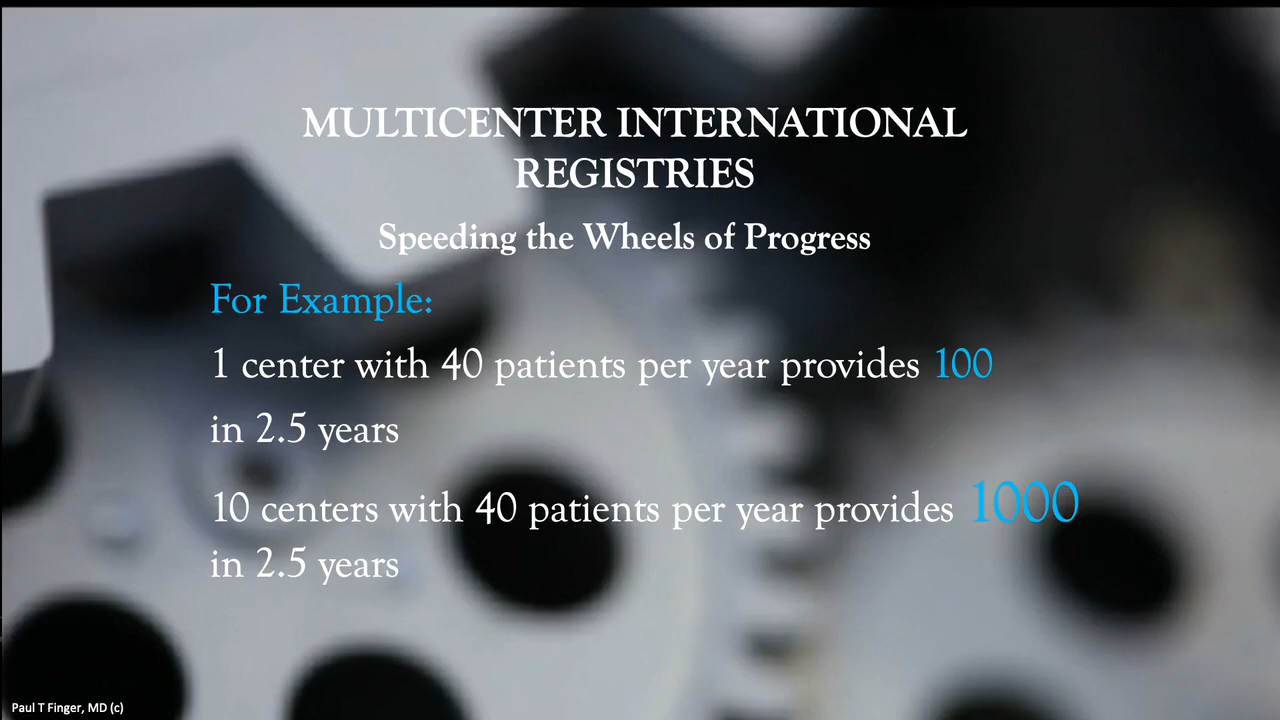 MULTICENTER INTERNATIONAL
REGISTRIES
Speeding the Wheels of Progress
For Example:
1 center with 40 patients per year provides 100
in 2.5 years
10 centers with 40 patients per year provides 1000
in 2.5 years
Paul T Finger, MD (c)